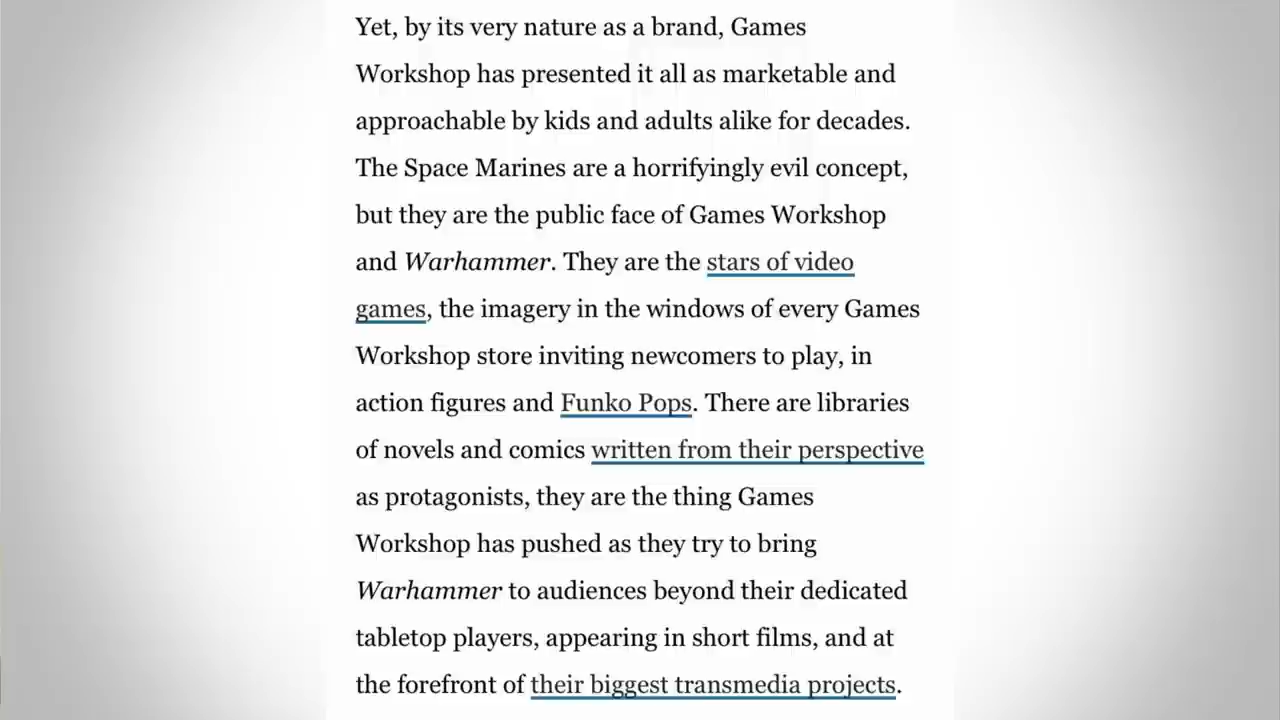 Yet, by its very nature as a brand, Games
Workshop has presented it all as marketable and
approachable by kids and adults alike for decades.
The Space Marines are a horrifyingly evil concept,
but they are the public face of Games Workshop
and Warhammer. They are the stars of video
games, the imagery in the windows of every Games
Workshop store inviting newcomers to play, in
action figures and Funko Pops. There are libraries
of novels and comics written from their perspective
as protagonists, they are the thing Games
Workshop has pushed as they try to bring
Warhammer to audiences beyond their dedicated
tabletop players, appearing in short films, and at
the forefront of their biggest transmedia projects.